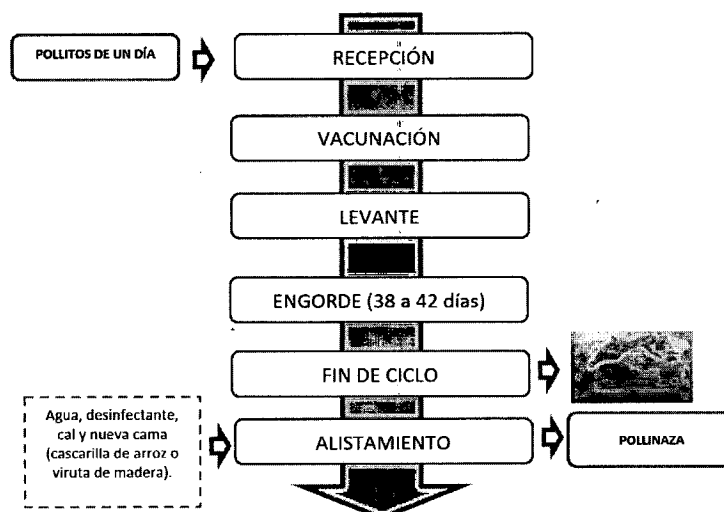 POLLITOS DE UN DÍA
RECEPCIÓN
VACUNACIÓN
LEVANTE
ENGORDE (38 a 42 días)
FIN DE CICLO
Agua, desinfectante,
cal y nueva cama
(cascarilla de arroz o
viruta de madera).
ALISTAMIENTO
POLLINAZA